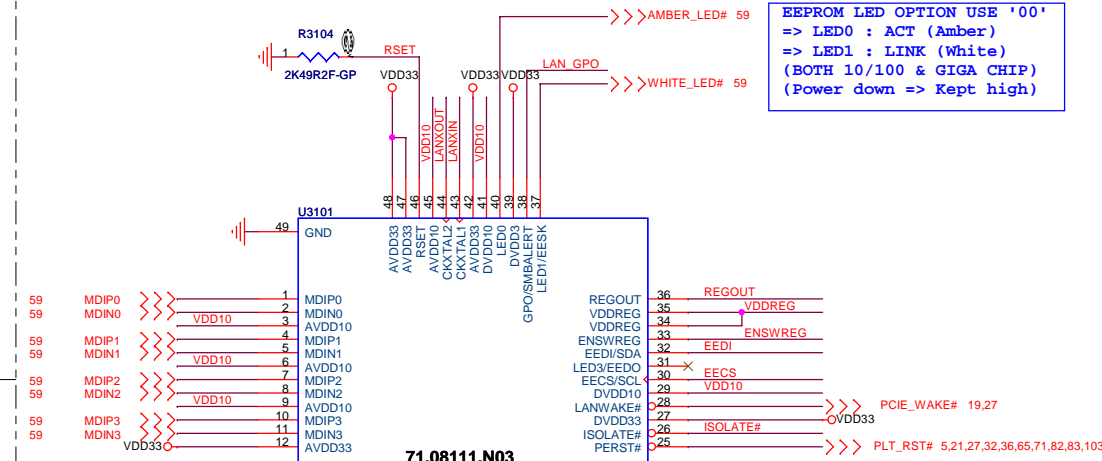 AMBER_LED# 59
EEPROM LED OPTION USE '00'
=> LED0 : ACT (Amber)
=> LED1 : LINK (White)
(BOTH 10/100 & GIGA CHIP)
(Power down => Kept high)
R3104
1
2
RSET
2K49R2F-GP
VDD33
VDD33
VDD33
LAN_GPO
WHITE_LED# 59
VDD10
LANXOUT
LANXIN
VDD10
48
47
46
45
44
43
42
41
40
39
38
37
U3101
49 GND
AVDD33
AVDD33
RSET
AVDD10
CKXTAL2
CKXTAL1
AVDD33
DVDD10
LED0
DVDD3
GPO/SMBALERT
LED1/EESK
59 MDIP0 1 MDIP0
59 MDIN0 2 MDIN0
VDD10 3 AVDD10
59 MDIP1 4 MDIP1
59 MDIN1 5 MDIN1
VDD10 6 AVDD10
59 MDIP2 7 MDIP2
59 MDIN2 8 MDIN2
VDD10 9 AVDD10
59 MDIP3 10 MDIP3
59 MDIN3 11 MDIN3
VDD33 12 AVDD33
REGOUT 36 REGOUT
VDDREG 35 VDDREG
VDDREG 34
ENSWREG 33 ENSWREG
EEDI/SDA 32 EEDI
LED3/EEDO 31
EECS/SCL 30 EECS
DVDD10 29 VDD10
LANWAKE# 28 PCIE_WAKE# 19,27
DVDD33 27 VDD33
ISOLATE# 26 ISOLATE#
PERST# 25 PLT_RST# 5,21,27,32,36,65,71,82,83,103
71.08111.N03